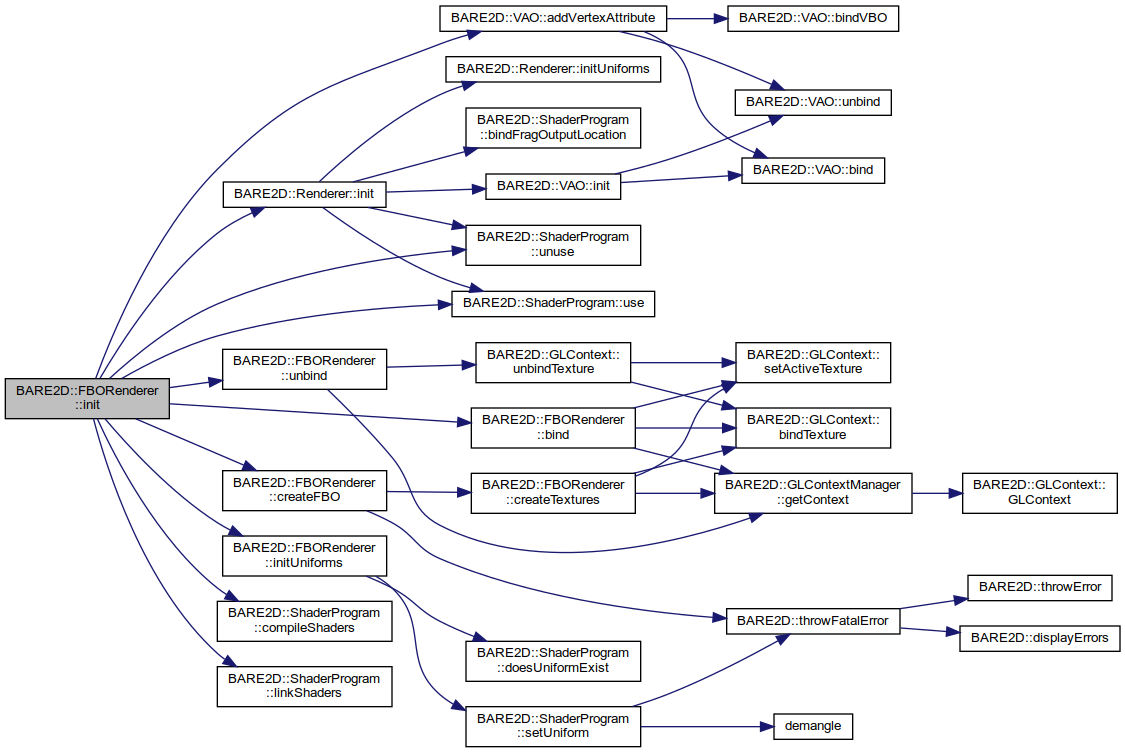 BARE2D::FBORenderer
::init
BARE2D::VAO::addVertexAttribute
BARE2D::VAO::bindVBO
BARE2D::Renderer::initUniforms
BARE2D::VAO::unbind
BARE2D::ShaderProgram
::bindFragOutputLocation
BARE2D::VAO::bind
BARE2D::Renderer::init
BARE2D::VAO::init
BARE2D::ShaderProgram
::unuse
BARE2D::ShaderProgram::use
BARE2D::FBORenderer
::unbind
BARE2D::GLContext::
unbindTexture
BARE2D::GLContext::
setActiveTexture
BARE2D::FBORenderer
::bind
BARE2D::GLContext::
bindTexture
BARE2D::FBORenderer
::createFBO
BARE2D::FBORenderer
::createTextures
BARE2D::GLContextManager
::getContext
BARE2D::GLContext::
GLContext
BARE2D::FBORenderer
::initUniforms
BARE2D::ShaderProgram
::compileShaders
BARE2D::throwFatalError
BARE2D::throwError
BARE2D::displayErrors
BARE2D::ShaderProgram
::doesUniformExist
BARE2D::ShaderProgram
::linkShaders
BARE2D::ShaderProgram
::setUniform
demangle